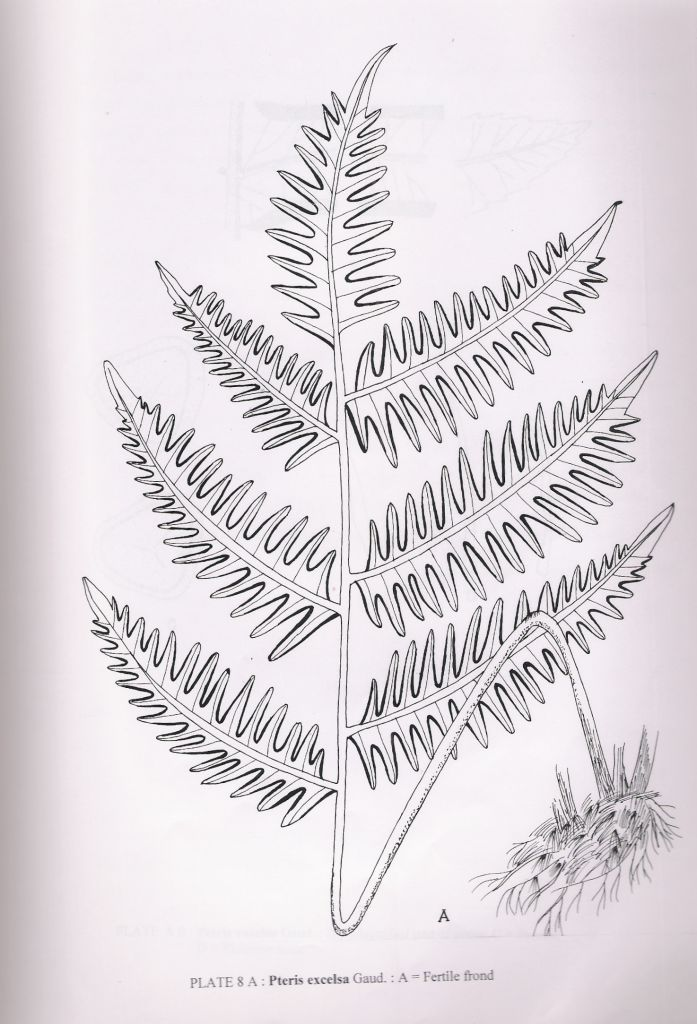 A
PLATE 8 A : Pteris excelsa Gaud. : A = Fertile frond